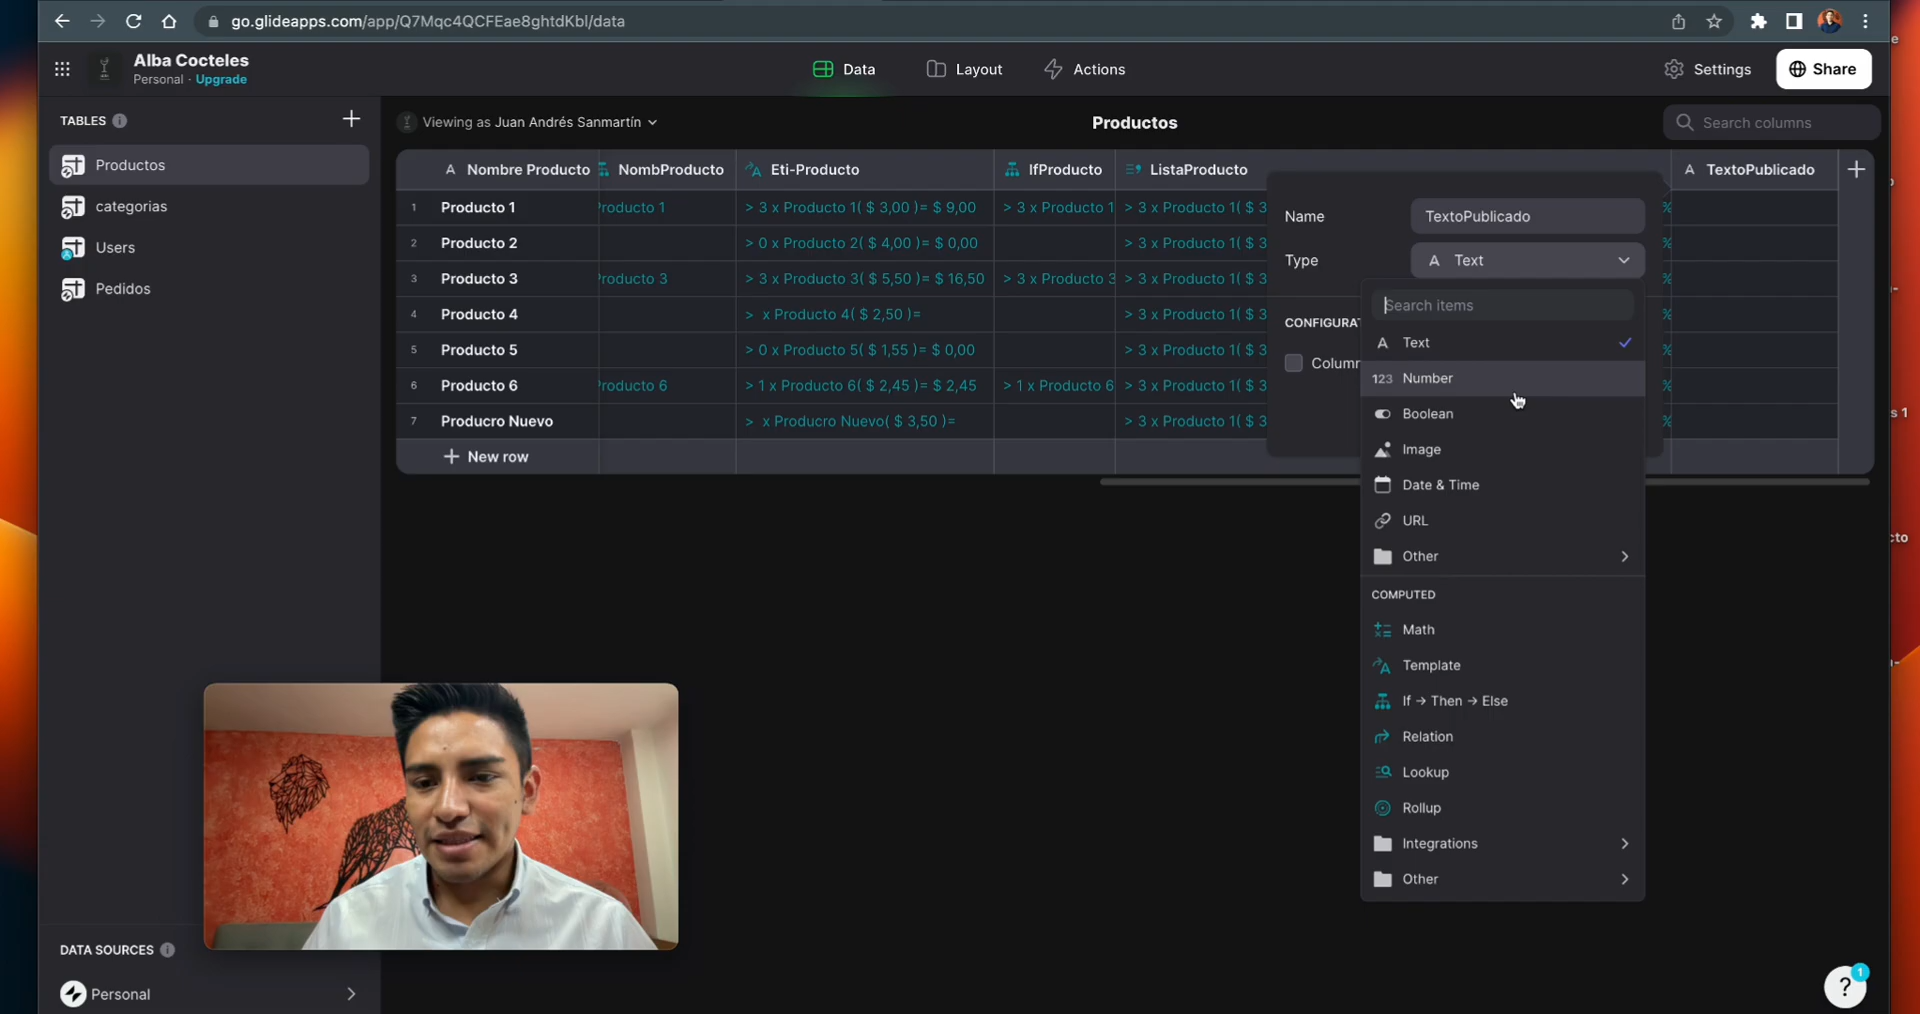 go.glideapps.com/app/Q7Mqc4QCFEae8ghtdKbl/data
Alba Cocteles
Personal · Upgrade
Data
Layout
Actions
Settings
Share
TABLES
Viewing as Juan Andrés Sanmartín
Productos
Search columns
Productos
categorias
Users
Pedidos
Nombre Producto NombProducto Eti-Producto IfProducto ListaProducto TextoPublicado
1 Producto 1 Producto 1 > 3 x Producto 1( $ 3,00 )= $ 9,00 > 3 x Producto 1 > 3 x Producto 1( $ 3 %
2 Producto 2 > 0 x Producto 2( $ 4,00 )= $ 0,00 > 3 x Producto 1( $ 3 %
3 Producto 3 Producto 3 > 3 x Producto 3( $ 5,50 )= $ 16,50 > 3 x Producto 3 > 3 x Producto 1( $ 3 %
4 Producto 4 > x Producto 4( $ 2,50 )= > 3 x Producto 1( $ 3 %
5 Producto 5 > 0 x Producto 5( $ 1,55 )= $ 0,00 > 3 x Producto 1( $ 3 %
6 Producto 6 Producto 6 > 1 x Producto 6( $ 2,45 )= $ 2,45 > 1 x Producto 6 > 3 x Producto 1( $ 3 %
7 Producro Nuevo > x Producro Nuevo( $ 3,50 )= > 3 x Producto 1( $ 3 %
New row
Name TextoPublicado
Type A Text
CONFIGURAT
Column
Search items
A Text
123 Number
Boolean
Image
Date & Time
URL
Other
COMPUTED
Math
Template
If → Then → Else
Relation
Lookup
Rollup
Integrations
Other
DATA SOURCES
Personal
? 1